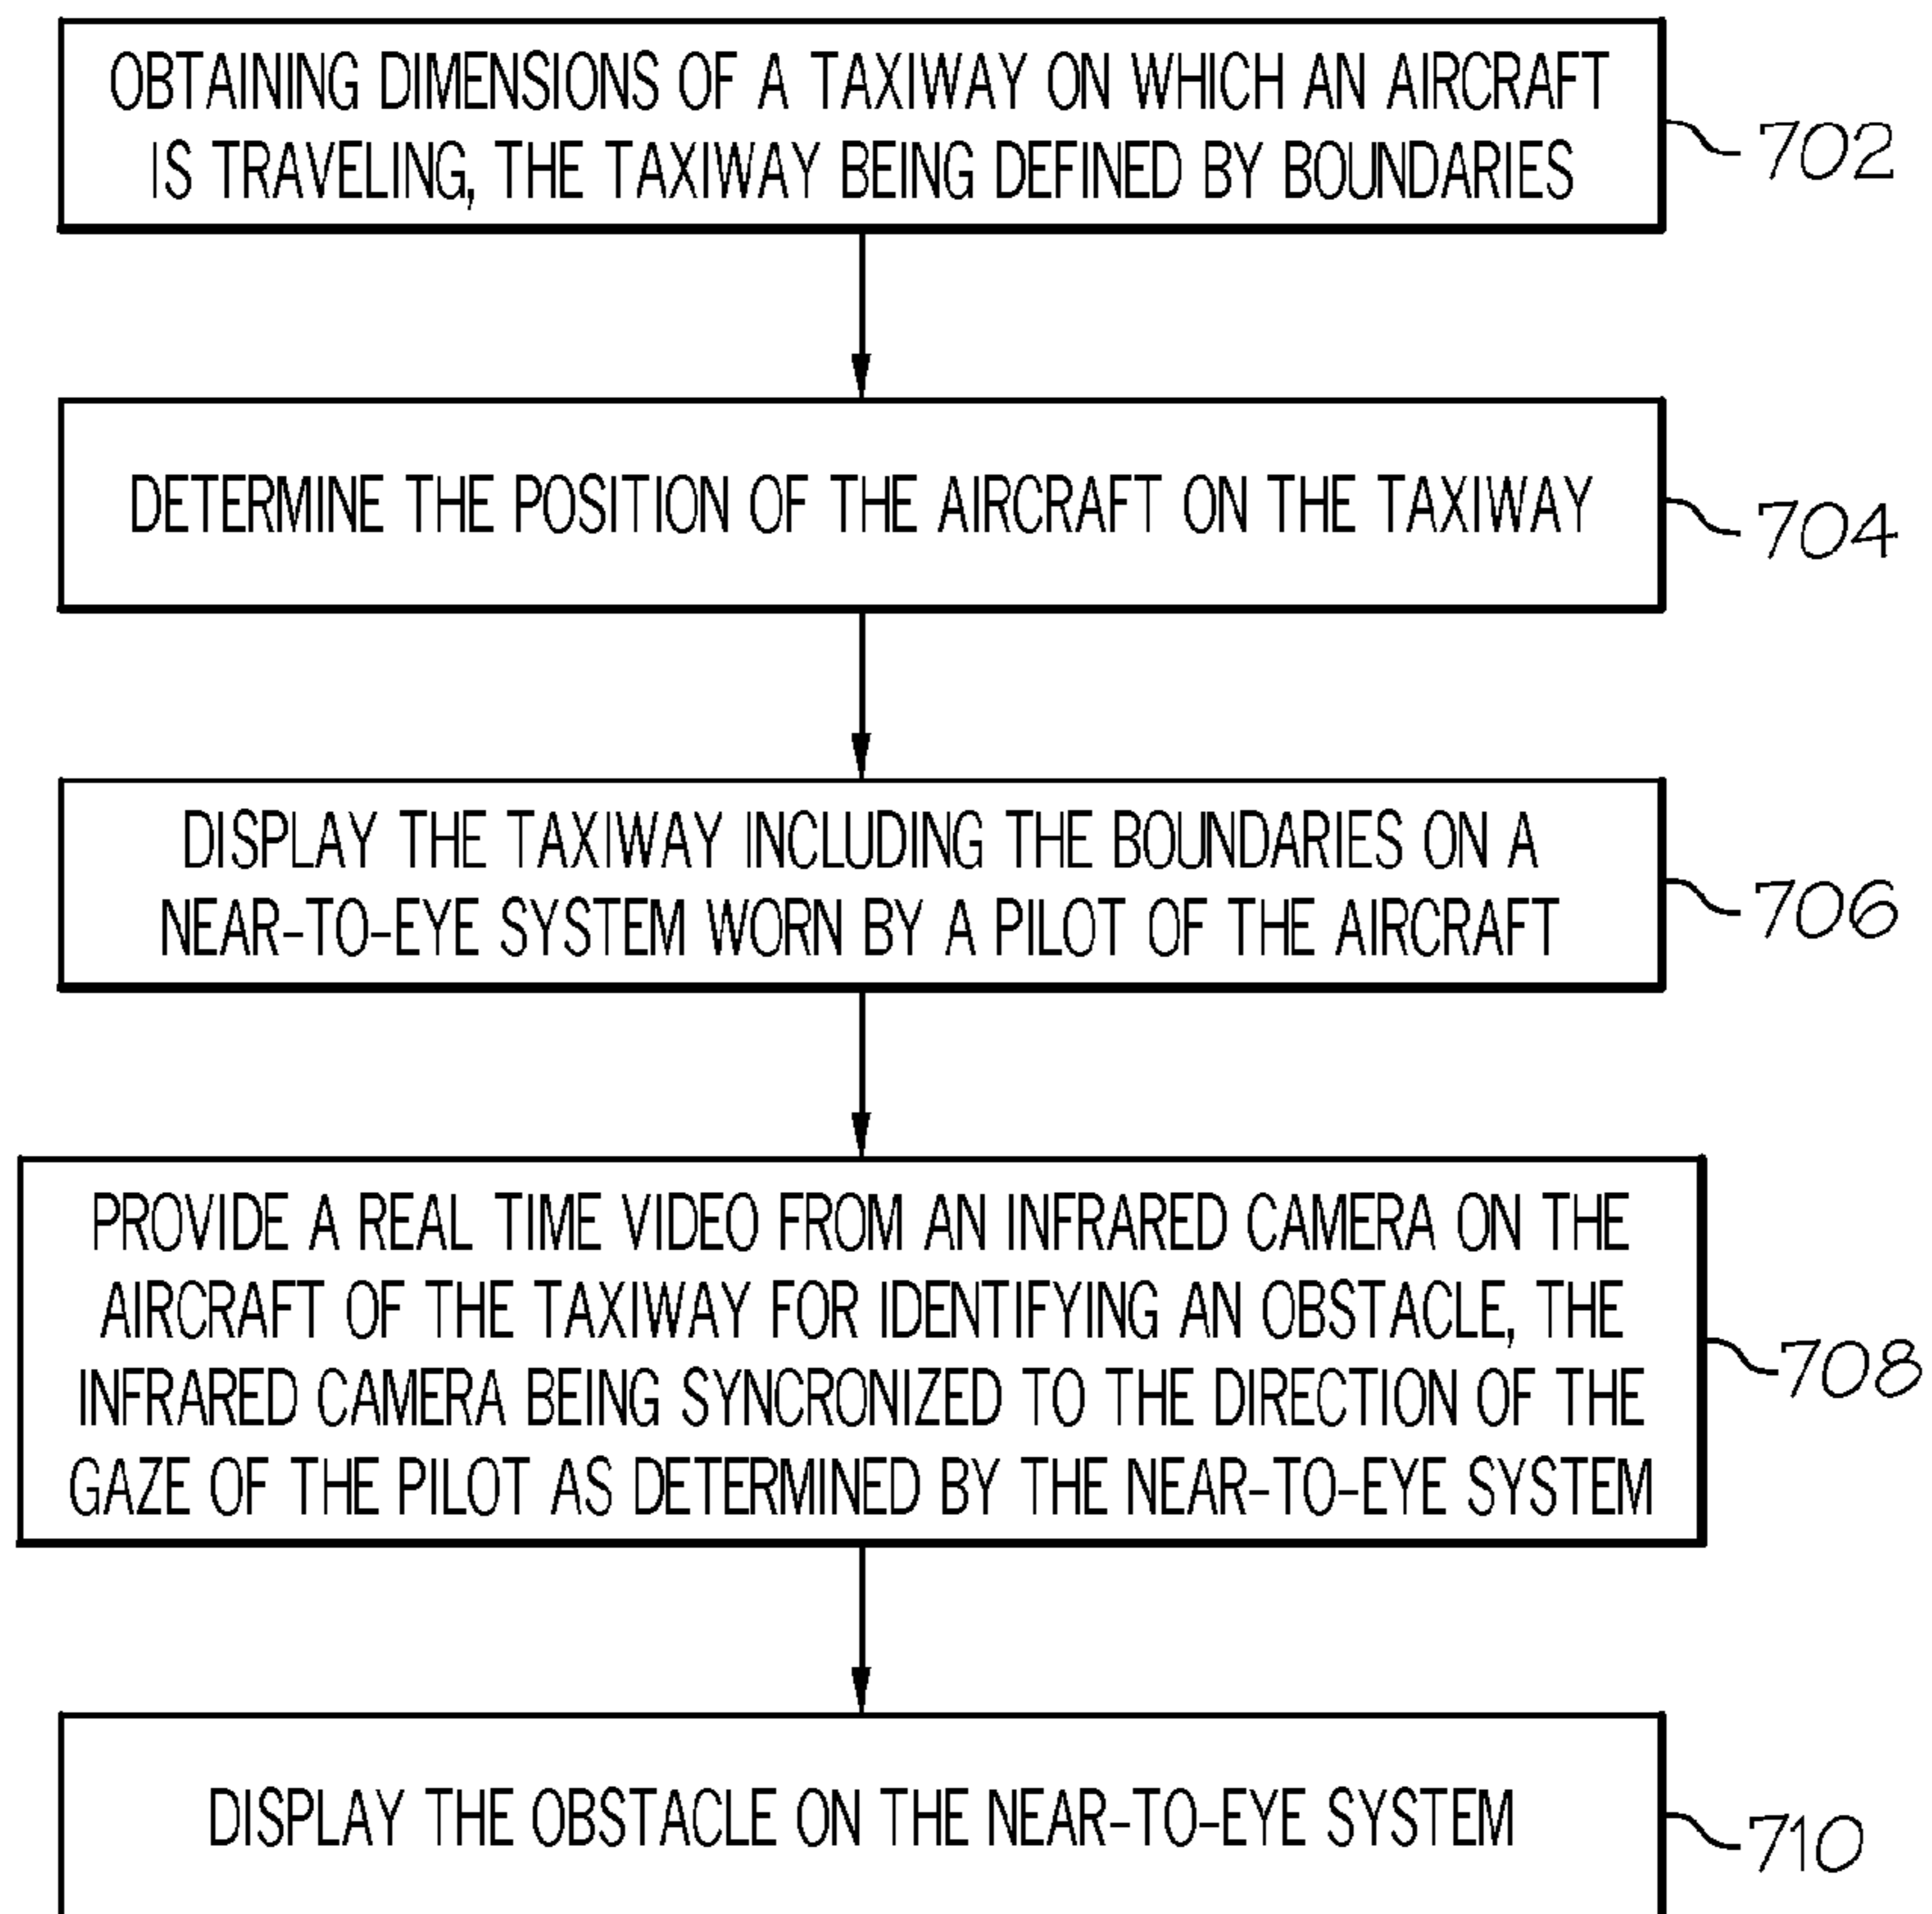 OBTAINING DIMENSIONS OF A TAXIWAY ON WHICH AN AIRCRAFT
IS TRAVELING, THE TAXIWAY BEING DEFINED BY BOUNDARIES
702
DETERMINE THE POSITION OF THE AIRCRAFT ON THE TAXIWAY
704
DISPLAY THE TAXIWAY INCLUDING THE BOUNDARIES ON A
NEAR-TO-EYE SYSTEM WORN BY A PILOT OF THE AIRCRAFT
706
PROVIDE A REAL TIME VIDEO FROM AN INFRARED CAMERA ON THE
AIRCRAFT OF THE TAXIWAY FOR IDENTIFYING AN OBSTACLE, THE
INFRARED CAMERA BEING SYNCRONIZED TO THE DIRECTION OF THE
GAZE OF THE PILOT AS DETERMINED BY THE NEAR-TO-EYE SYSTEM
708
DISPLAY THE OBSTACLE ON THE NEAR-TO-EYE SYSTEM
710